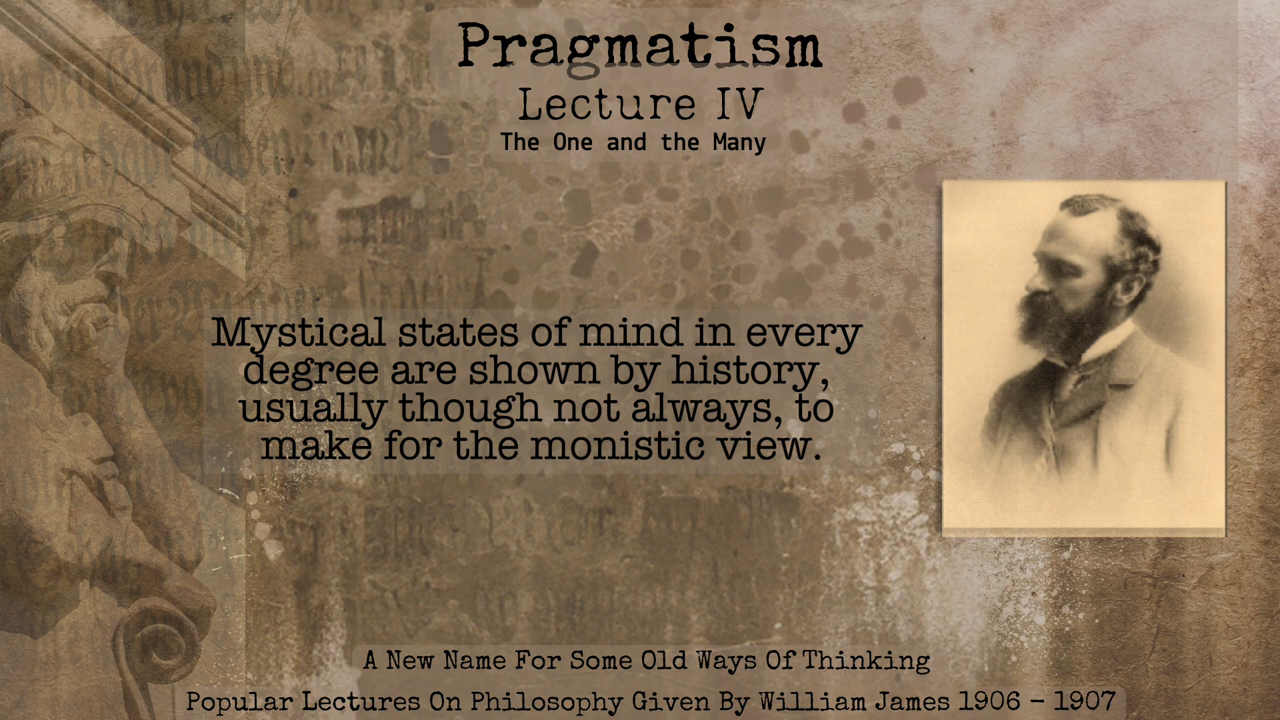 Pragmatism
Lecture IV
The One and the Many
Mystical states of mind in every
degree are shown by history,
usually though not always, to
make for the monistic view.
A New Name For Some Old Ways Of Thinking
Popular Lectures On Philosophy Given By William James 1906 - 1907